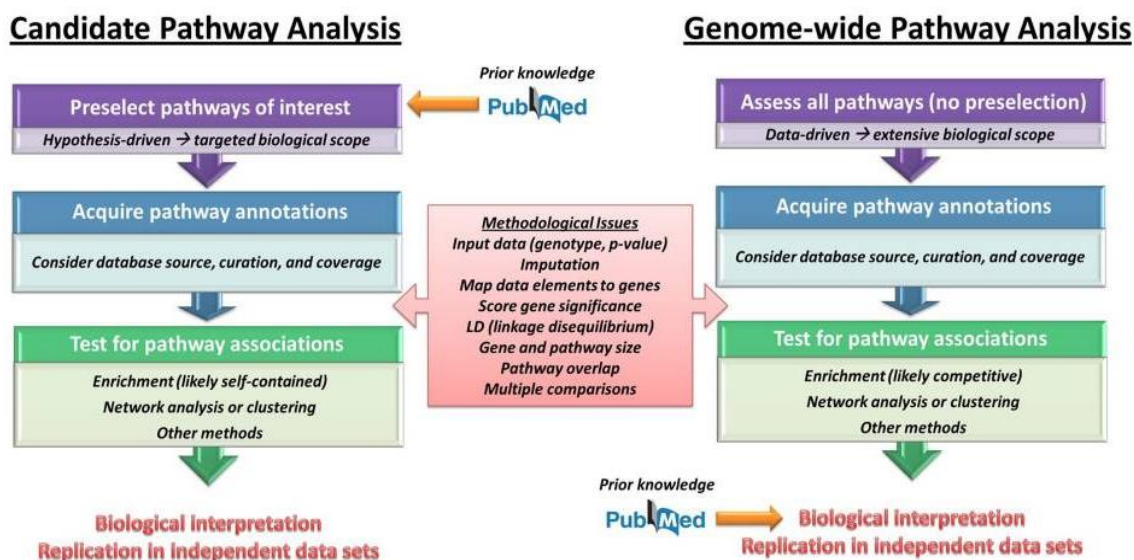 Candidate Pathway Analysis
Prior knowledge
PubMed
Preselect pathways of interest
Hypothesis-driven → targeted biological scope
Acquire pathway annotations
Consider database source, curation, and coverage
Test for pathway associations
Enrichment (likely self-contained)
Network analysis or clustering
Other methods
Biological interpretation
Replication in independent data sets
Methodological Issues
Input data (genotype, p-value)
Imputation
Map data elements to genes
Score gene significance
LD (linkage disequilibrium)
Gene and pathway size
Pathway overlap
Multiple comparisons
Genome-wide Pathway Analysis
Assess all pathways (no preselection)
Data-driven → extensive biological scope
Acquire pathway annotations
Consider database source, curation, and coverage
Test for pathway associations
Enrichment (likely competitive)
Network analysis or clustering
Other methods
Prior knowledge
PubMed
Biological interpretation
Replication in independent data sets